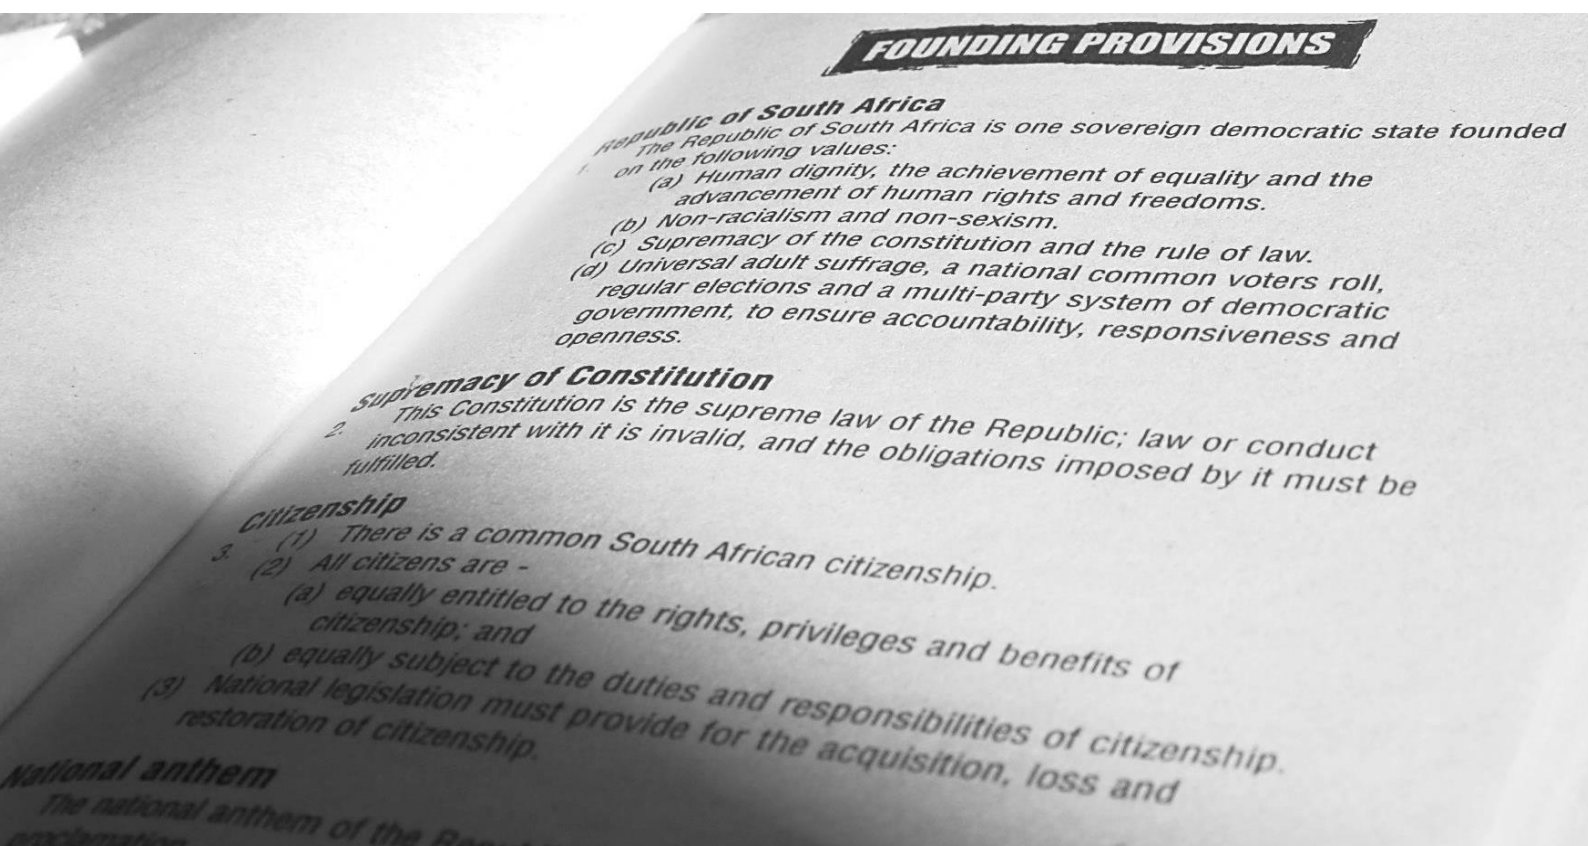 FOUNDING PROVISIONS
Republic of South Africa
1. The Republic of South Africa is one sovereign democratic state founded
on the following values:
(a) Human dignity, the achievement of equality and the
advancement of human rights and freedoms.
(b) Non-racialism and non-sexism.
(c) Supremacy of the constitution and the rule of law.
(d) Universal adult suffrage, a national common voters roll,
regular elections and a multi-party system of democratic
government, to ensure accountability, responsiveness and
openness.
Supremacy of Constitution
2. This Constitution is the supreme law of the Republic; law or conduct
inconsistent with it is invalid, and the obligations imposed by it must be
fulfilled.
Citizenship
3. (1) There is a common South African citizenship.
(2) All citizens are -
(a) equally entitled to the rights, privileges and benefits of
citizenship; and
(b) equally subject to the duties and responsibilities of citizenship.
(3) National legislation must provide for the acquisition, loss and
restoration of citizenship.
National anthem
The national anthem of the
proclamation